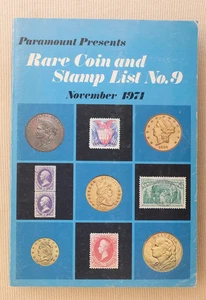 Paramount Presents
Rare Coin and
Stamp List No. 9
November 1971